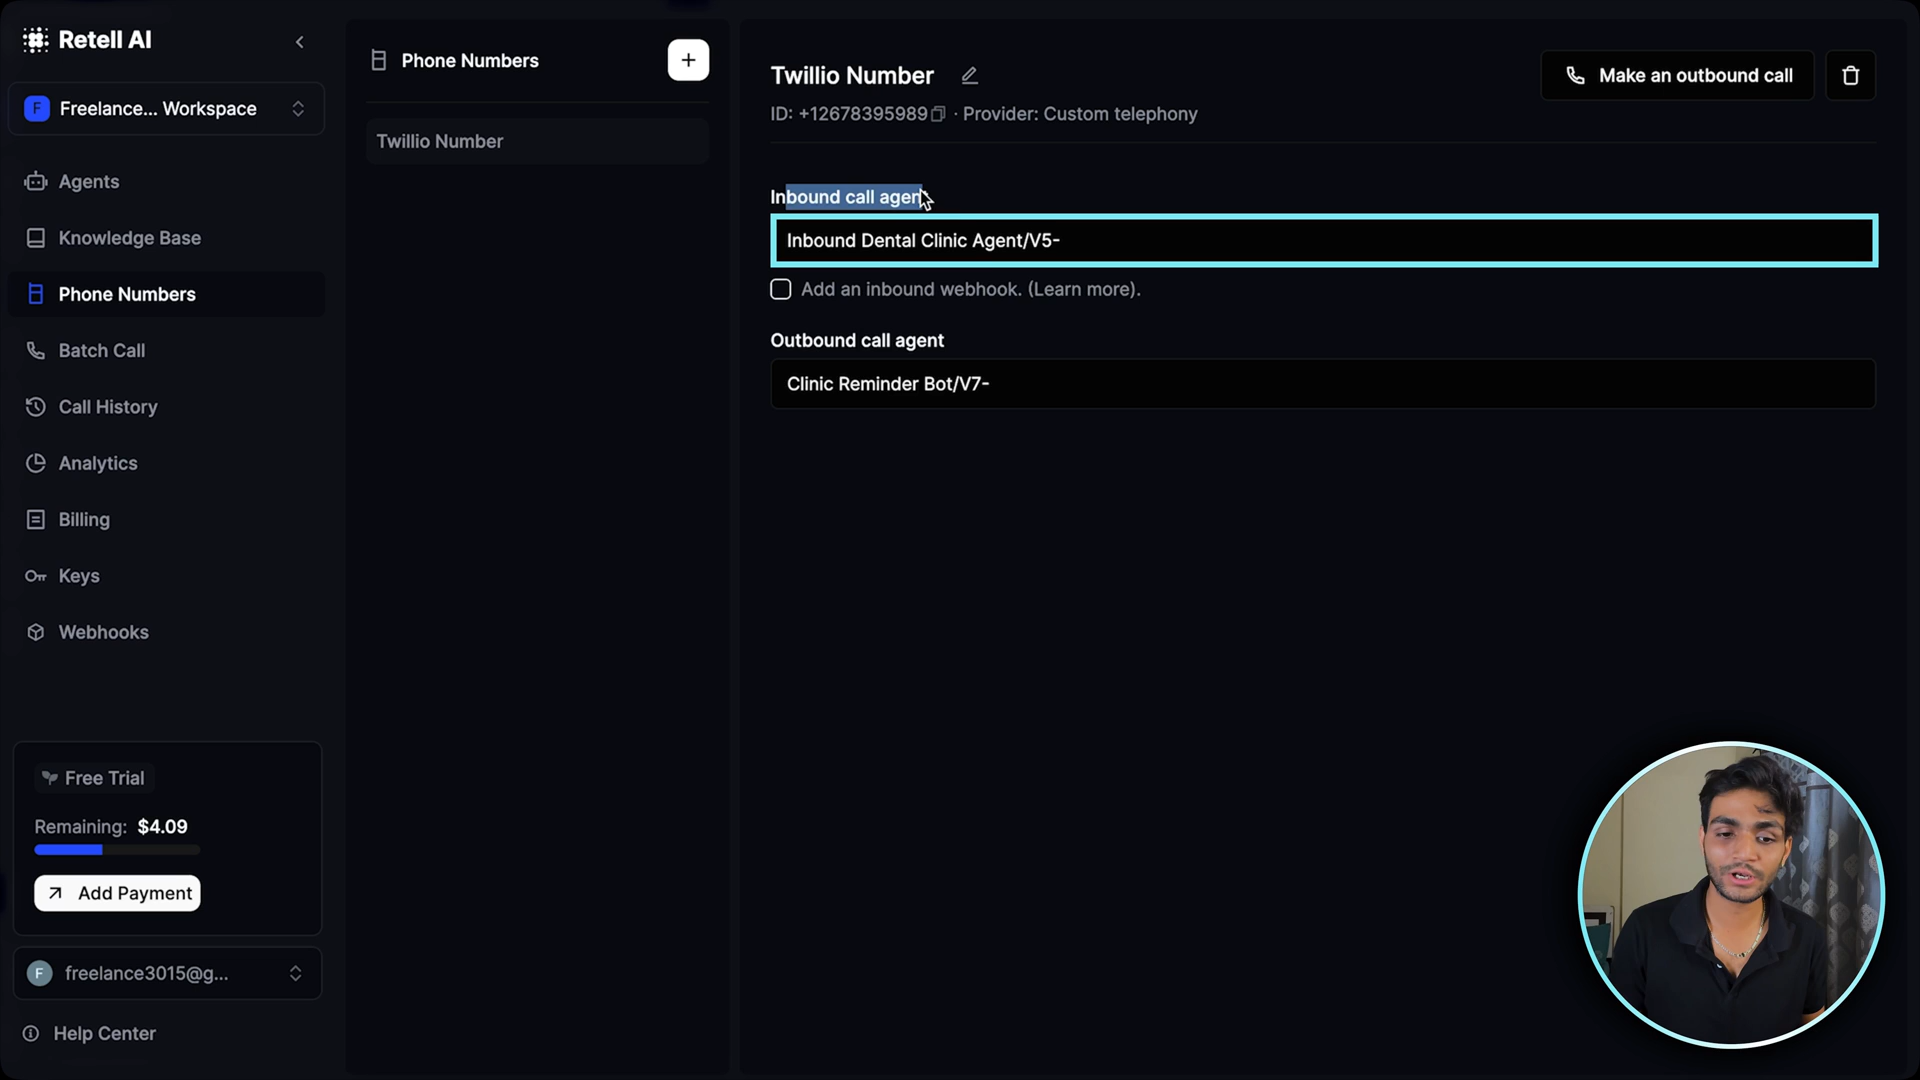 Retell AI
F Freelance... Workspace
Agents
Knowledge Base
Phone Numbers
Batch Call
Call History
Analytics
Billing
Keys
Webhooks
Free Trial
Remaining: $4.09
Add Payment
F freelance3015@g...
Help Center
Phone Numbers
+
Twillio Number
Twillio Number
Make an outbound call
ID: +12678395989 · Provider: Custom telephony
Inbound call agent
Inbound Dental Clinic Agent/V5-
Add an inbound webhook. (Learn more).
Outbound call agent
Clinic Reminder Bot/V7-